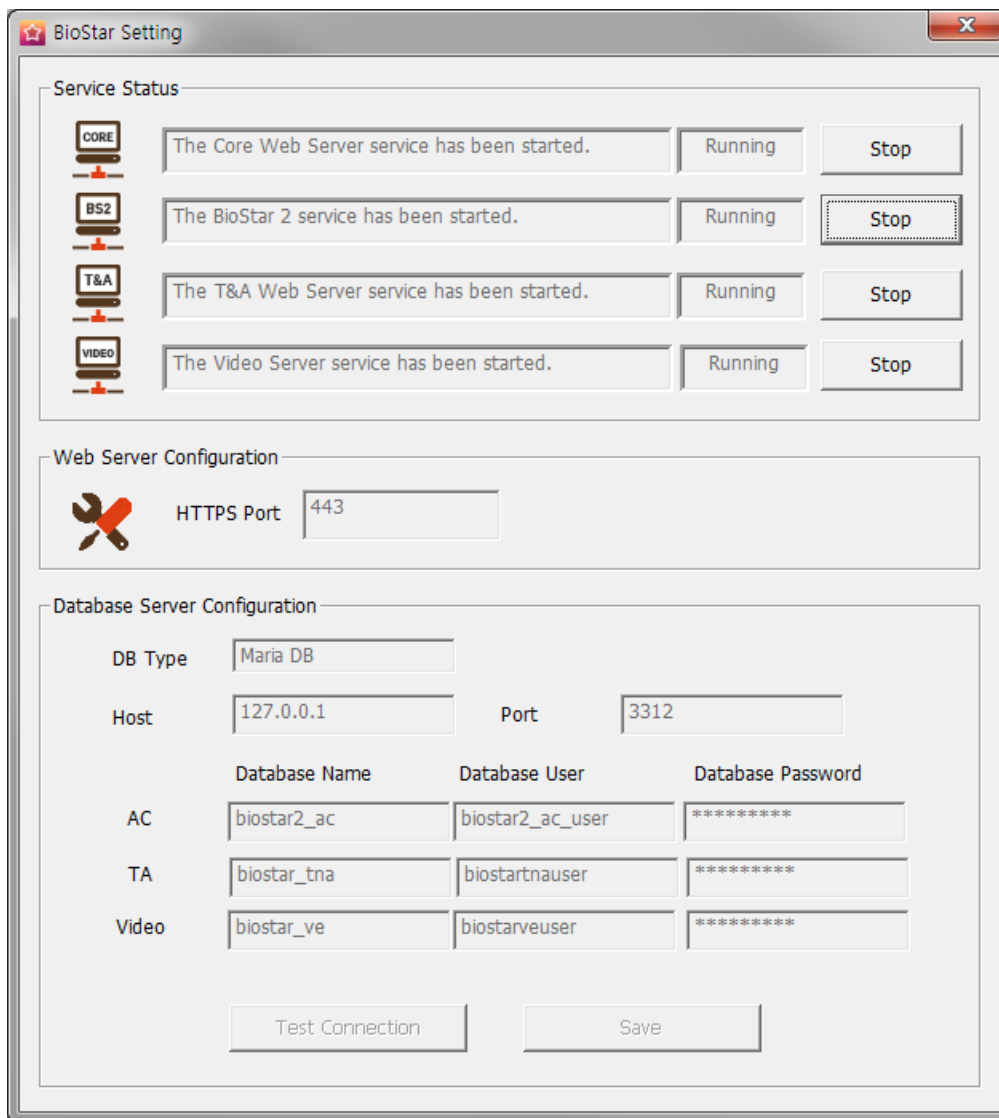 BioStar Setting
Service Status
CORE The Core Web Server service has been started. Running Stop
BS2 The BioStar 2 service has been started. Running Stop
T&A The T&A Web Server service has been started. Running Stop
VIDEO The Video Server service has been started. Running Stop
Web Server Configuration
HTTPS Port 443
Database Server Configuration
DB Type Maria DB
Host 127.0.0.1 Port 3312
Database Name Database User Database Password
AC biostar2_ac biostar2_ac_user *********
TA biostar_tna biostartnauser *********
Video biostar_ve biostarveuser *********
Test Connection Save